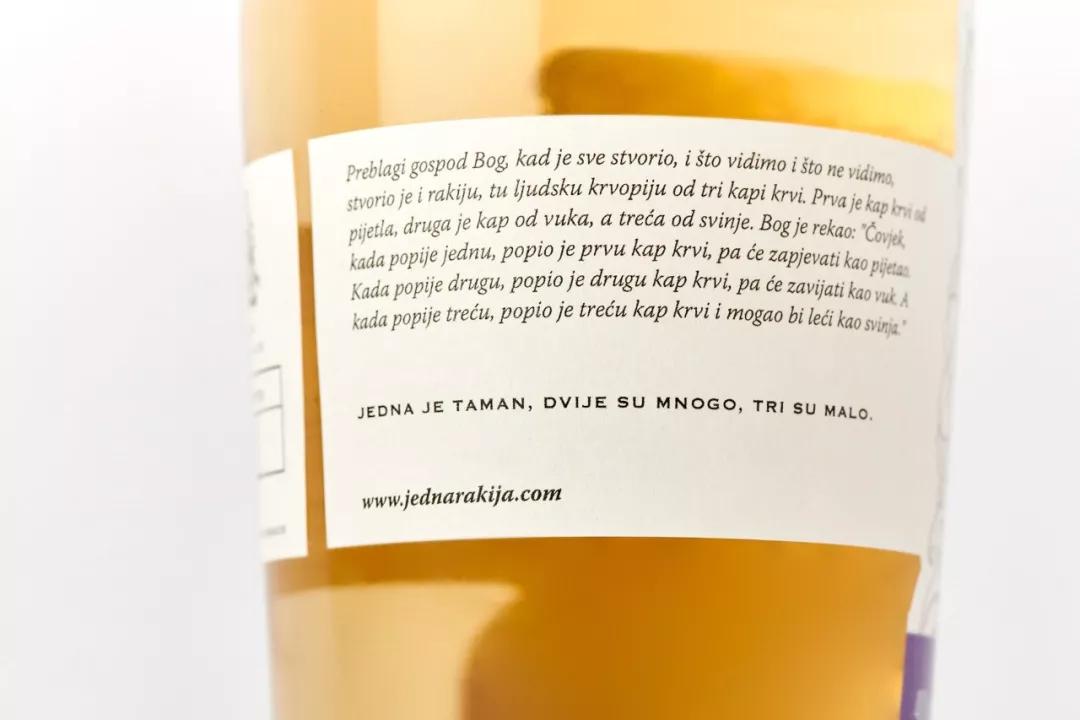 Preblagi gospod Bog, kad je sve stvorio, i što vidimo i što ne vidimo,
stvorio je i rakiju, tu ljudsku krvopiju od tri kapi krvi. Prva je kap krvi od
pijetla, druga je kap od vuka, a treća od svinje. Bog je rekao: "Čovjek,
kada popije jednu, popio je prvu kap krvi, pa će zapjevati kao pijetao.
Kada popije drugu, popio je drugu kap krvi, pa će zavijati kao vuk. A
kada popije treću, popio je treću kap krvi i mogao bi leći kao svinja."
JEDNA JE TAMAN, DVIJE SU MNOGO, TRI SU MALO.
www.jednarakija.com